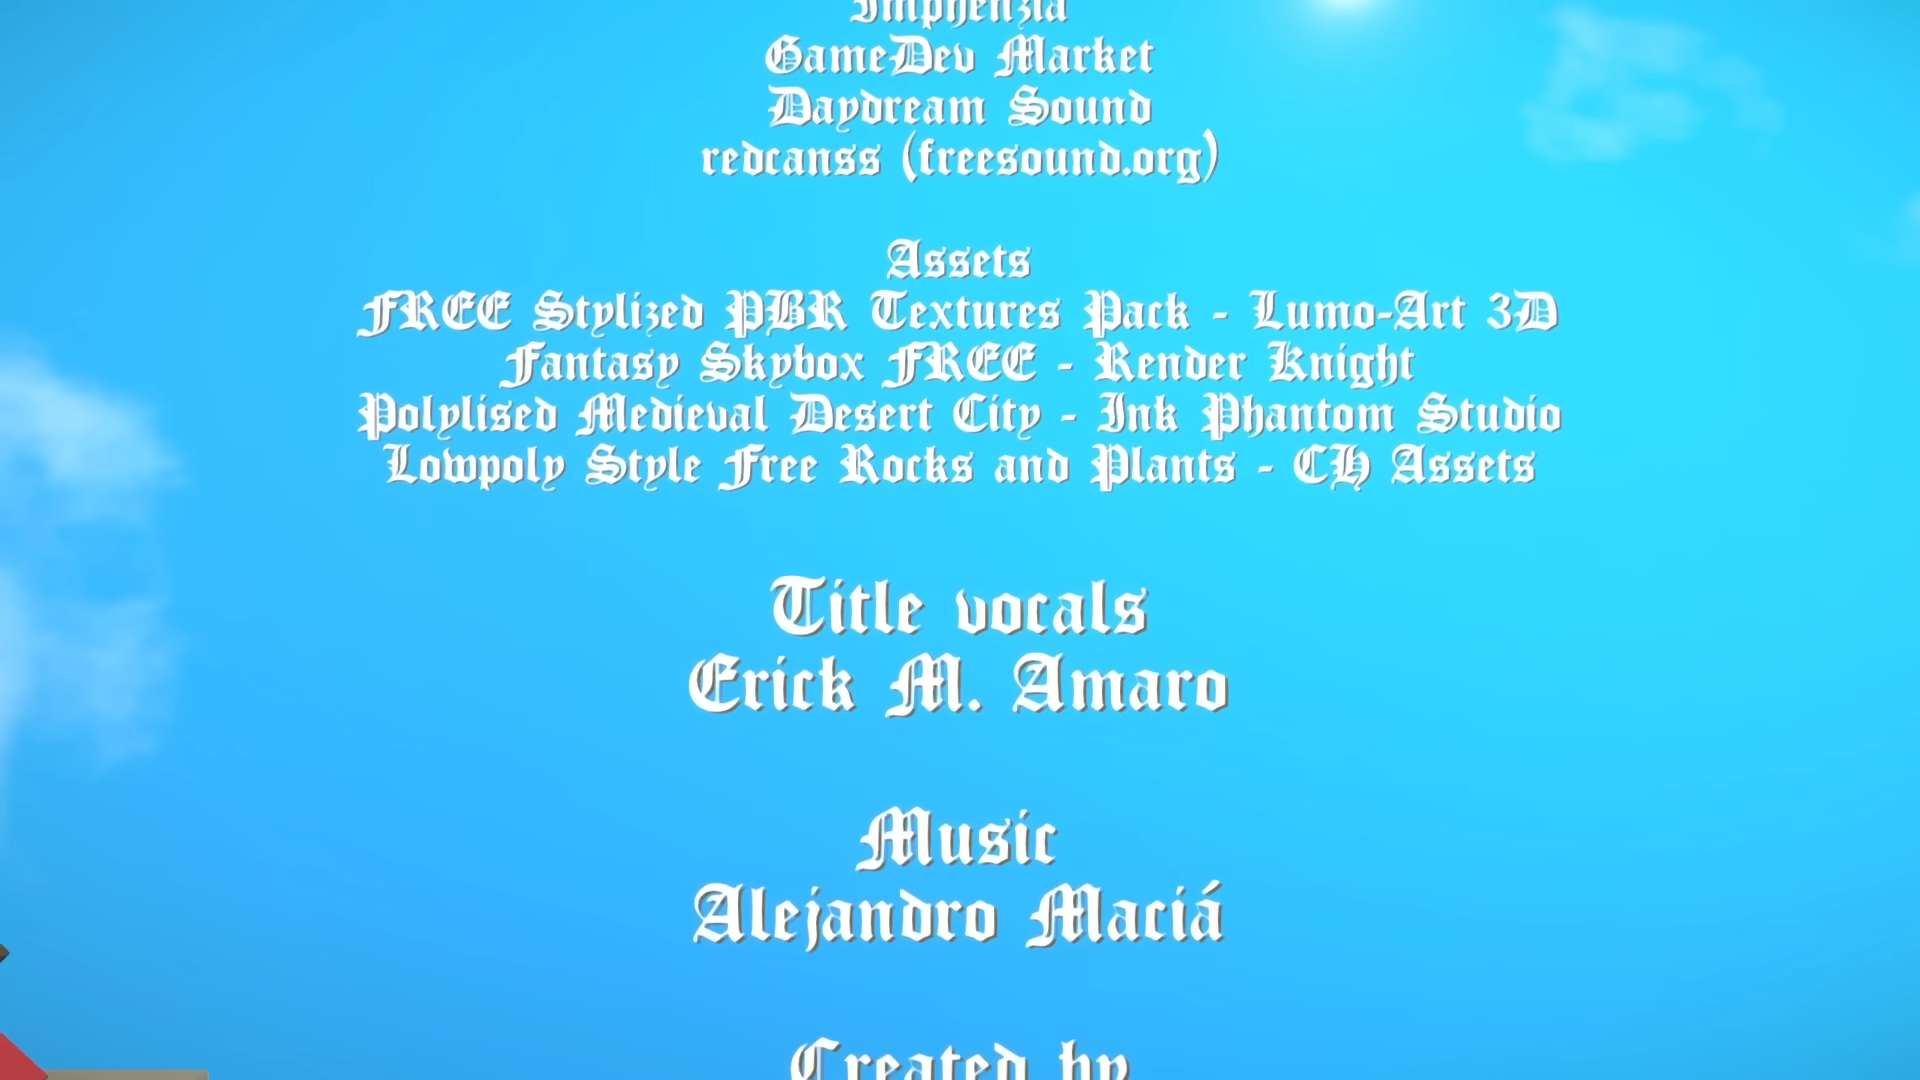 Imphenzia
GameDev Market
Daydream Sound
redcanss (freesound.org)
Assets
FREE Stylized PBR Textures Pack - Lumo-Art 3D
Fantasy Skybox FREE - Render Knight
Polylised Medieval Desert City - Ink Phantom Studio
Lowpoly Style Free Rocks and Plants - CH Assets
Title vocals
Erick M. Amaro
Music
Alejandro Maciá
Created by